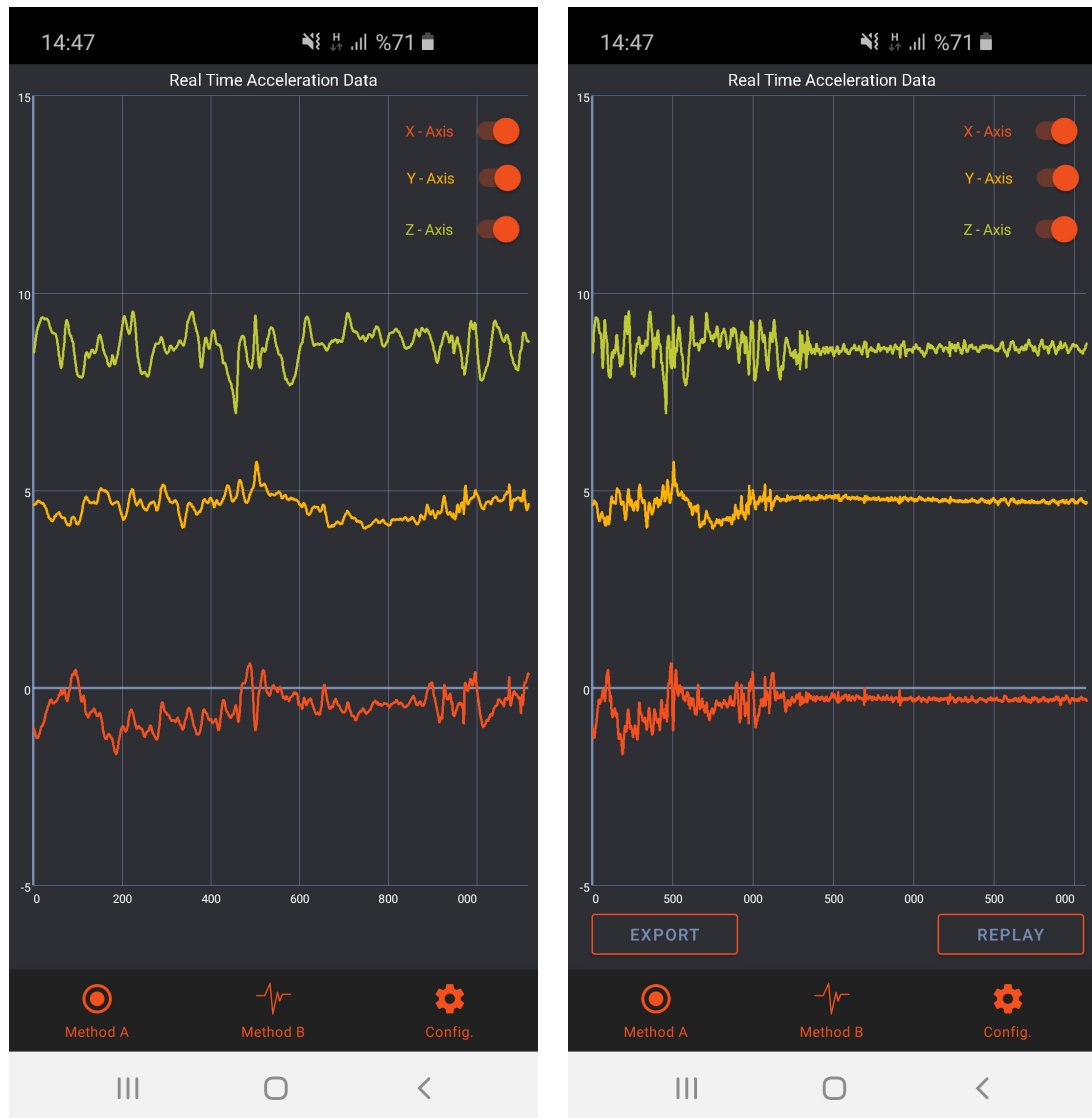 14:47
H
%71
Real Time Acceleration Data
15
X - Axis
Y - Axis
Z - Axis
10
5
0
-5
0 200 400 600 800 000
Method A Method B Config.
14:47
H
%71
Real Time Acceleration Data
15
X - Axis
Y - Axis
Z - Axis
10
5
0
-5
0 500 000 500 000 500 000
EXPORT REPLAY
Method A Method B Config.